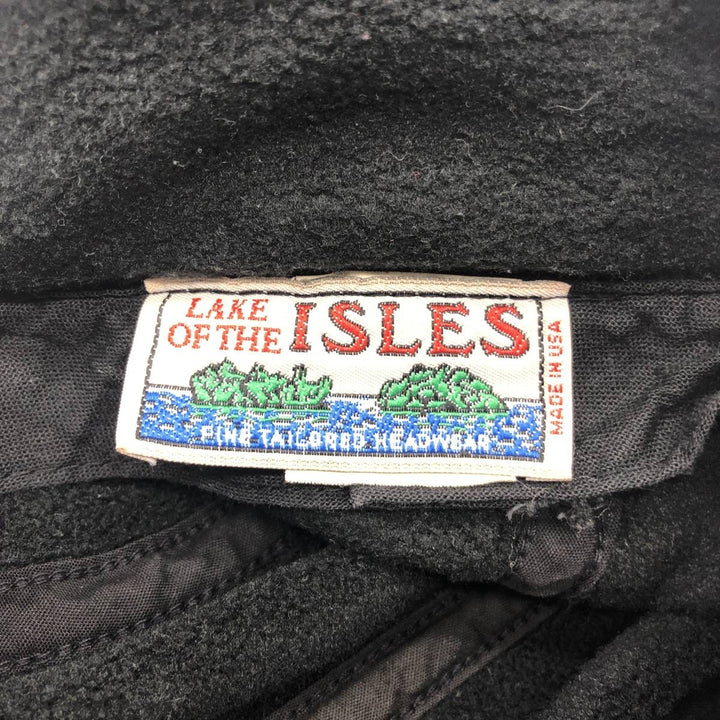 LAKE
OF THE
ISLES
FINE TAILORED HEADWEAR
MADE IN USA